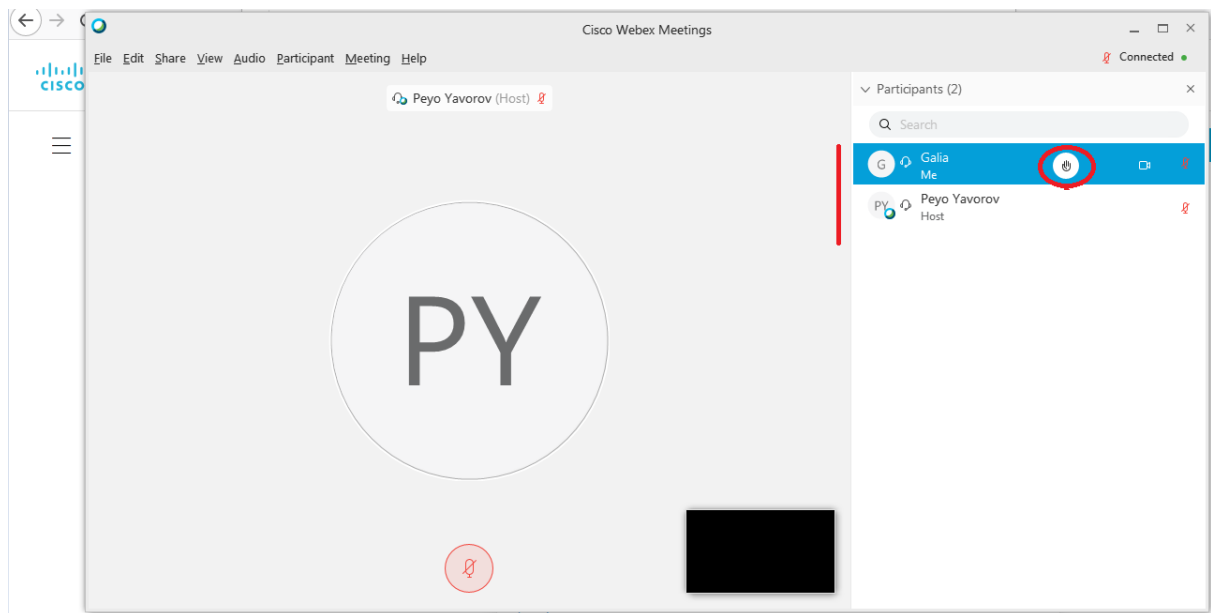 Cisco Webex Meetings
File Edit Share View Audio Participant Meeting Help
Connected
CISCO
Peyo Yavorov (Host)
Participants (2)
Search
G
Galia
Me
PY
Peyo Yavorov
Host
PY